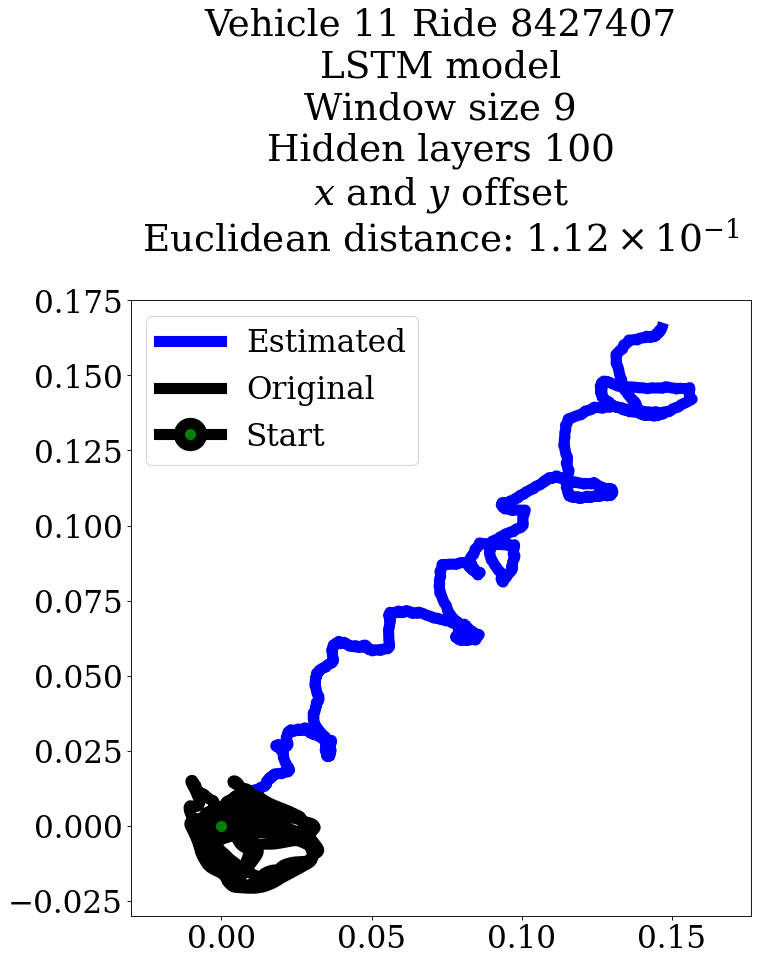 Vehicle 11 Ride 8427407
LSTM model
Window size 9
Hidden layers 100
x and y offset
Euclidean distance: 1.12 × 10⁻¹
0.175
0.150
0.125
0.100
0.075
0.050
0.025
0.000
−0.025
Estimated
Original
Start
0.00 0.05 0.10 0.15